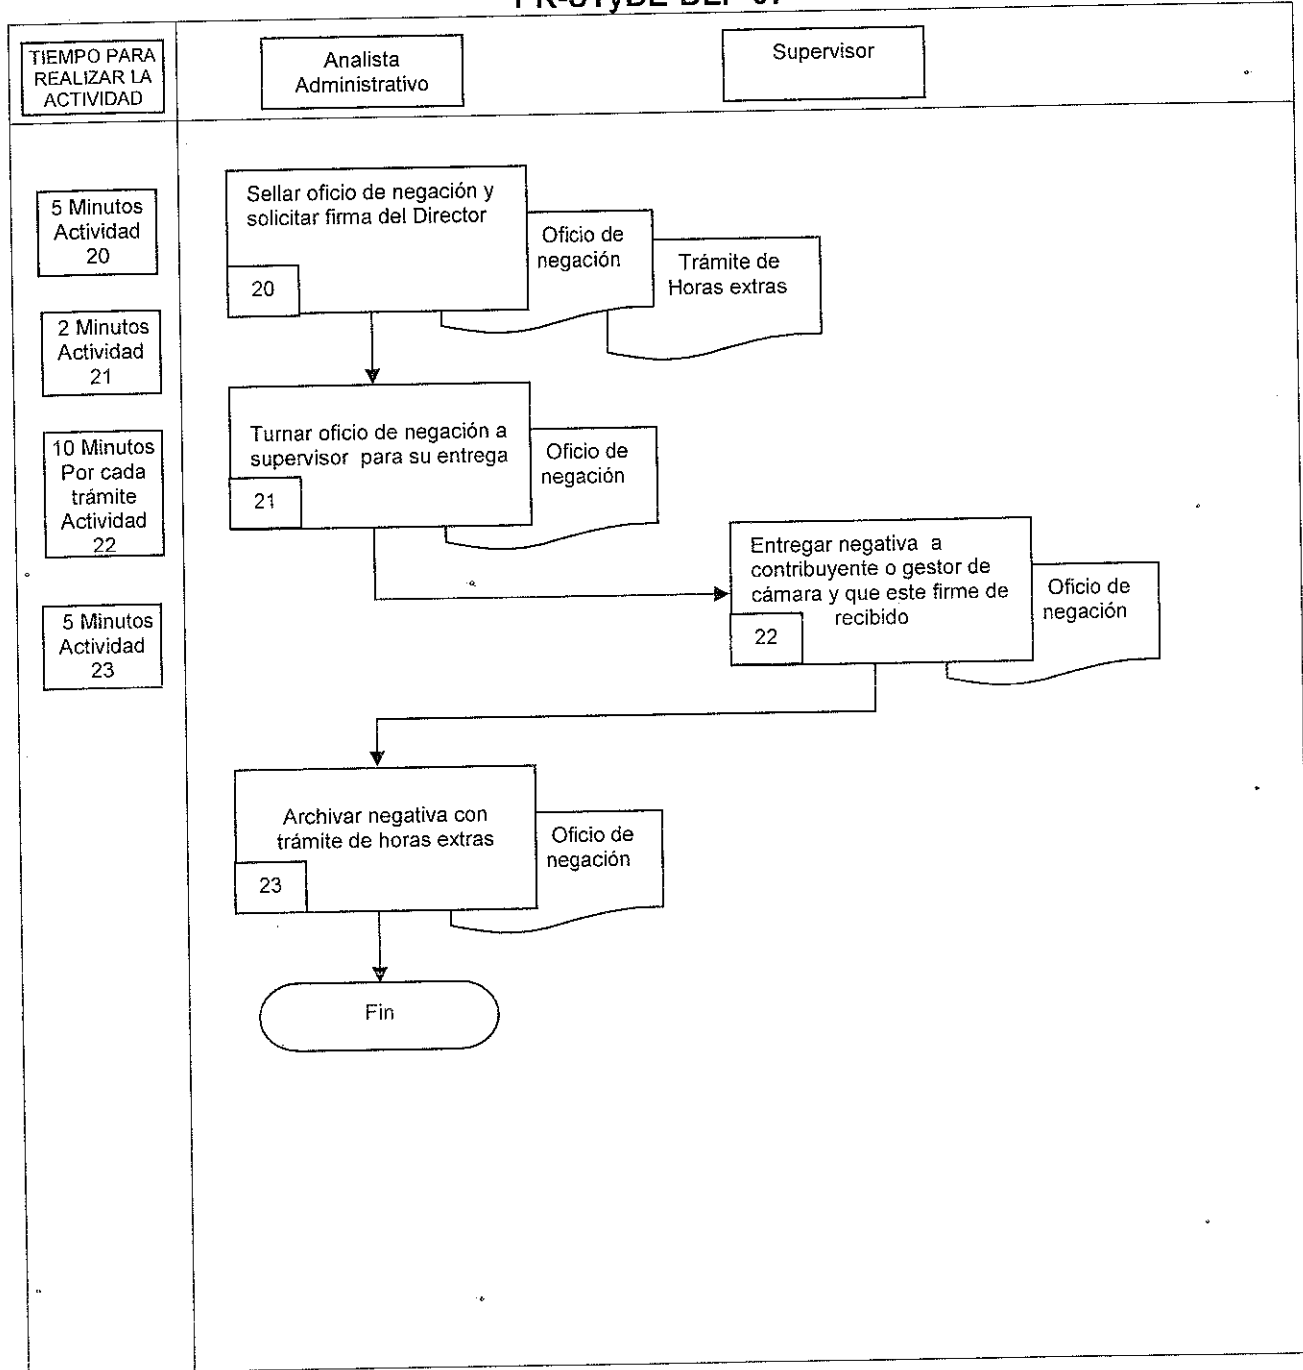 TIEMPO PARA
REALIZAR LA
ACTIVIDAD
Analista
Administrativo
Supervisor
5 Minutos
Actividad
20
Sellar oficio de negación y
solicitar firma del Director
20
Oficio de
negación
Trámite de
Horas extras
2 Minutos
Actividad
21
Turnar oficio de negación a
supervisor para su entrega
21
Oficio de
negación
10 Minutos
Por cada
trámite
Actividad
22
Entregar negativa a
contribuyente o gestor de
cámara y que este firme de
recibido
22
Oficio de
negación
5 Minutos
Actividad
23
Archivar negativa con
trámite de horas extras
23
Oficio de
negación
Fin